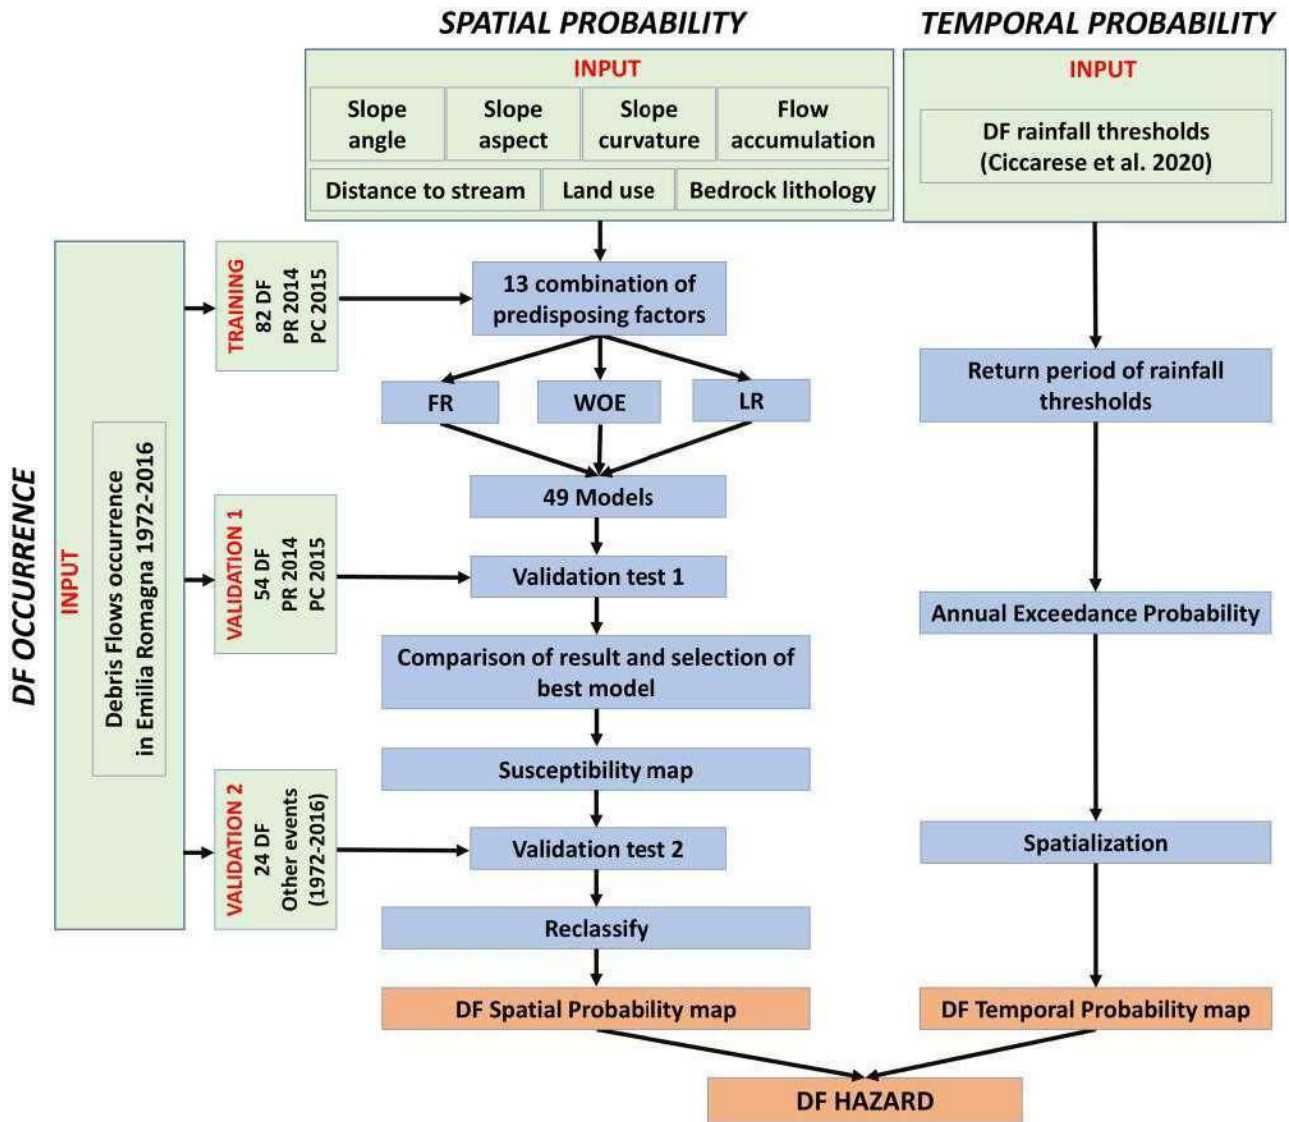 SPATIAL PROBABILITY
TEMPORAL PROBABILITY
INPUT
Slope
angle
Slope
aspect
Slope
curvature
Flow
accumulation
Distance to stream
Land use
Bedrock lithology
INPUT
DF rainfall thresholds
(Ciccarese et al. 2020)
DF OCCURRENCE
INPUT
Debris Flows occurrence
in Emilia Romagna 1972-2016
TRAINING
82 DF
PR 2014
PC 2015
VALIDATION 1
54 DF
PR 2014
PC 2015
VALIDATION 2
24 DF
Other events
(1972-2016)
13 combination of
predisposing factors
FR
WOE
LR
49 Models
Validation test 1
Comparison of result and selection of
best model
Susceptibility map
Validation test 2
Reclassify
DF Spatial Probability map
Return period of rainfall
thresholds
Annual Exceedance Probability
Spatialization
DF Temporal Probability map
DF HAZARD